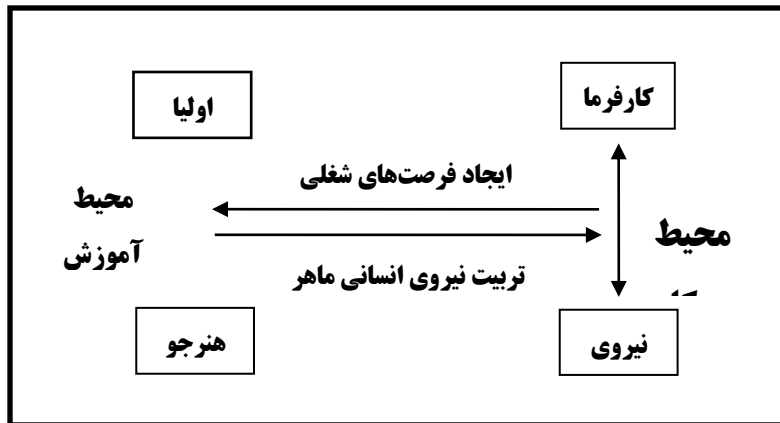 کارفرما
اولیا
ایجاد فرصت‌های شغلی
محیط
آموزش
محیط
تربیت نیروی انسانی ماهر
نیروی
هنرجو